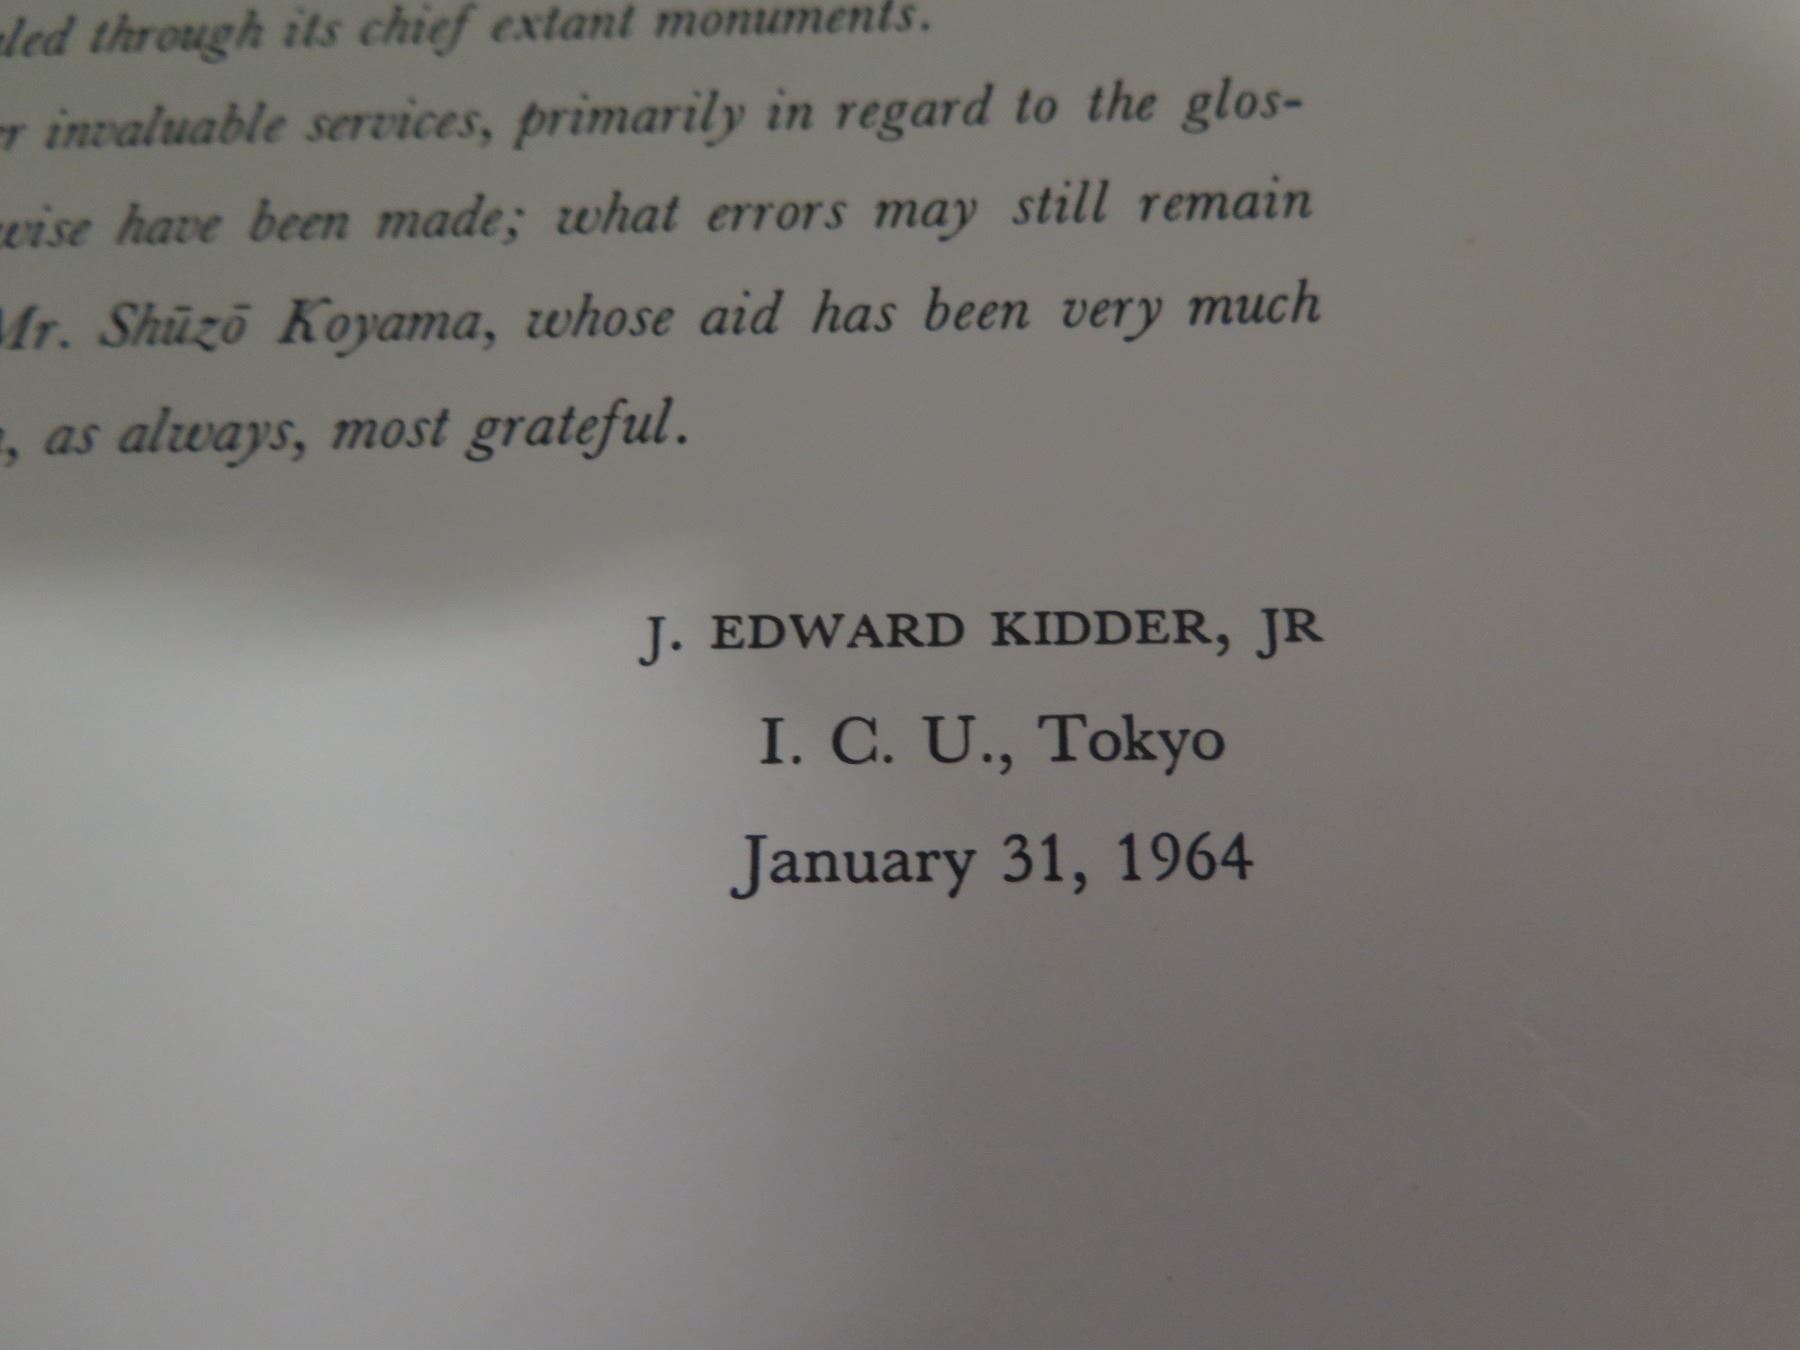 through its chief extant monuments.
invaluable services, primarily in regard to the glos-
have been made; what errors may still remain
Mr. Shūzō Koyama, whose aid has been very much
, as always, most grateful.
J. EDWARD KIDDER, JR
I. C. U., Tokyo
January 31, 1964